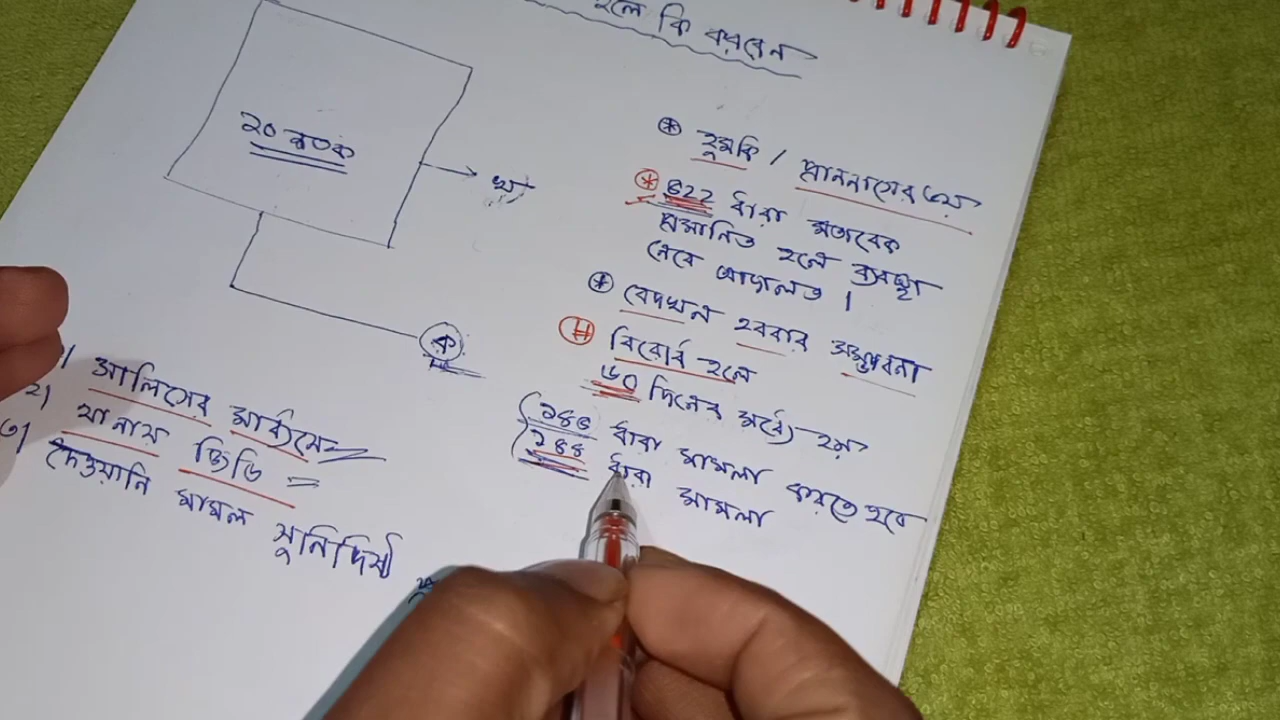 হলে কি করবেন
২০ শতক
খ
ক
* হুমকি / প্রাননাসের ভয়
* ৪২২ ধারা মতাবেক
প্রমানিত হলে ব্যবস্থা
নেবে আদালত ।
* বেদখল হবার সম্ভবনা
# বিরোধ হলে
৬০ দিনের মধ্যে হয়
(১৪৫ ধারা মামলা করতে হবে
(১৪৪ ধারা মামলা
১। সালিসের মাধ্যমে
২) থানায় জিডি =
৩) দেওয়ানি মামল সুনির্দিষ্ট